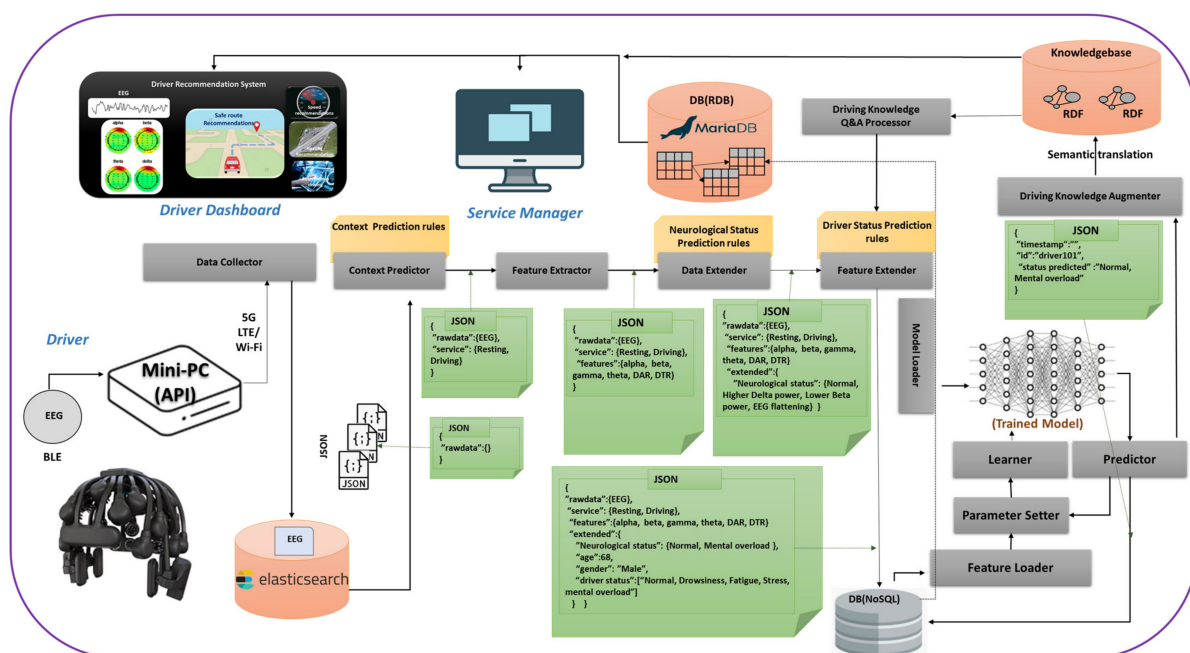 Driver Recommendation System
EEG
alpha
beta
theta
delta
Safe route
Recommendations
Speed
recommendations
Driver Dashboard
Service Manager
DB(RDB)
MariaDB
Driving Knowledge
Q&A Processor
Knowledgebase
RDF
RDF
Semantic translation
Driving Knowledge Augmenter
JSON
{
"timestamp":"",
"id":"driver101",
"status predicted" :"Normal,
Mental overload"
}
Data Collector
Context Prediction rules
Context Predictor
Feature Extractor
Neurological Status
Prediction rules
Data Extender
Driver Status Prediction
rules
Feature Extender
5G
LTE/
Wi-Fi
Driver
EEG
BLE
Mini-PC
(API)
JSON
{
"rawdata":{EEG},
"service": {Resting,
Driving}
}
JSON
{
"rawdata":{EEG},
"service": {Resting, Driving},
"features":{alpha, beta,
gamma, theta, DAR, DTR}
}
JSON
{
"rawdata":{EEG},
"service": {Resting, Driving},
"features":{alpha, beta, gamma,
theta, DAR, DTR}
"extended":{
"Neurological status": {Normal,
Higher Delta power, Lower Beta
power, EEG flattening} }
Model Loader
JSON
{;}
{;}
{;}
JSON
JSON
{
"rawdata":{}
}
(Trained Model)
Learner
Predictor
Parameter Setter
Feature Loader
EEG
elasticsearch
JSON
{
"rawdata":{EEG},
"service": {Resting, Driving},
"features":{alpha, beta, gamma, theta, DAR, DTR}
"extended":{
"Neurological status": {Normal, Mental overload },
"age":68,
"gender": "Male",
"driver status":["Normal, Drowsiness, Fatigue, Stress,
mental overload"]
} }
DB(NoSQL)